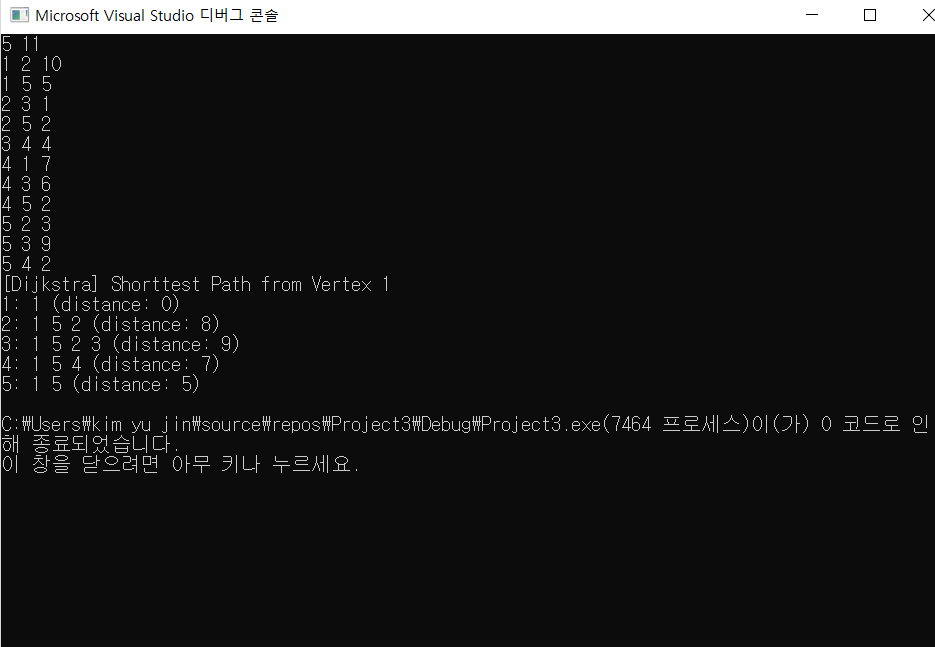 Microsoft Visual Studio 디버그 콘솔
5 11
1 2 10
1 5 5
2 3 1
2 5 2
3 4 4
4 1 7
4 3 6
4 5 2
5 2 3
5 3 9
5 4 2
[Dijkstra] Shorttest Path from Vertex 1
1: 1 (distance: 0)
2: 1 5 2 (distance: 8)
3: 1 5 2 3 (distance: 9)
4: 1 5 4 (distance: 7)
5: 1 5 (distance: 5)
C:₩Users₩kim yu jin₩source₩repos₩Project3₩Debug₩Project3.exe(7464 프로세스)이(가) 0 코드로 인
해 종료되었습니다.
이 창을 닫으려면 아무 키나 누르세요.